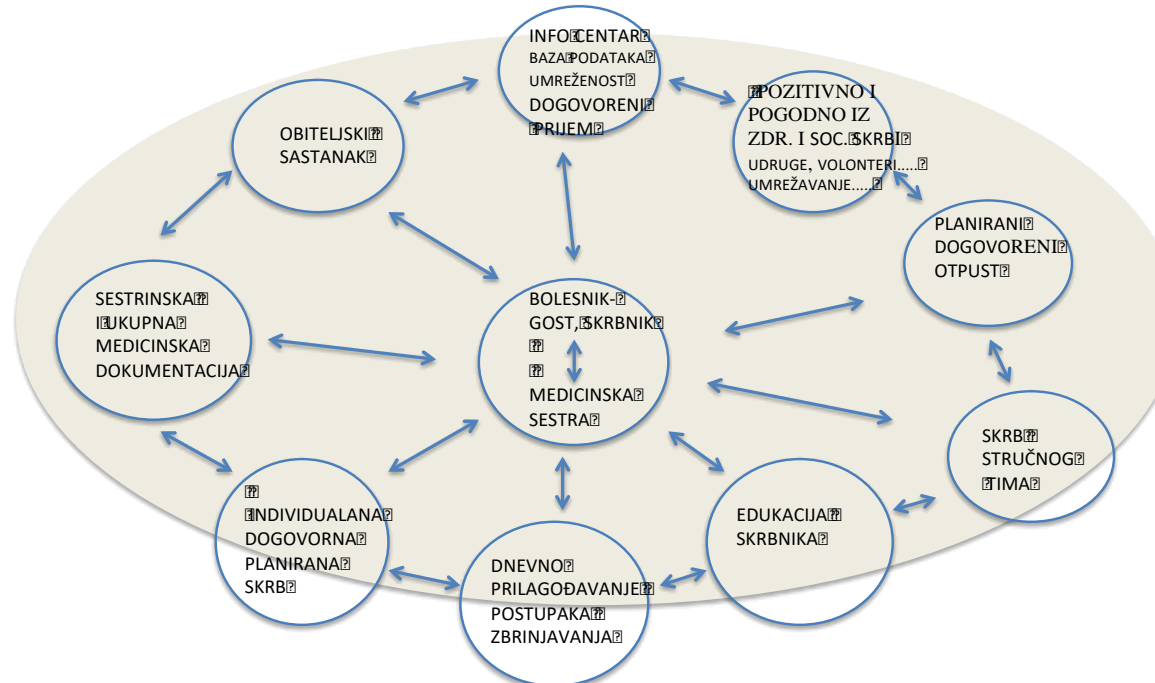 INFO CENTAR
BAZA PODATAKA
UMREŽENOST
DOGOVORENI
PRIJEM
POZITIVNO I
POGODNO IZ
ZDR. I SOC. SKRBI
UDRUGE, VOLONTERI.....
UMREŽAVANJE.....
OBITELJSKI
SASTANAK
PLANIRANI
DOGOVORENI
OTPUST
SESTRINSKA
I UKUPNA
MEDICINSKA
DOKUMENTACIJA
BOLESNIK-
GOST, SKRBNIK
MEDICINSKA
SESTRA
SKRB
STRUČNOG
TIMA
INDIVIDUALANA
DOGOVORNA
PLANIRANA
SKRB
EDUKACIJA
SKRBNIKA
DNEVNO
PRILAGOĐAVANJE
POSTUPAKA
ZBRINJAVANJA